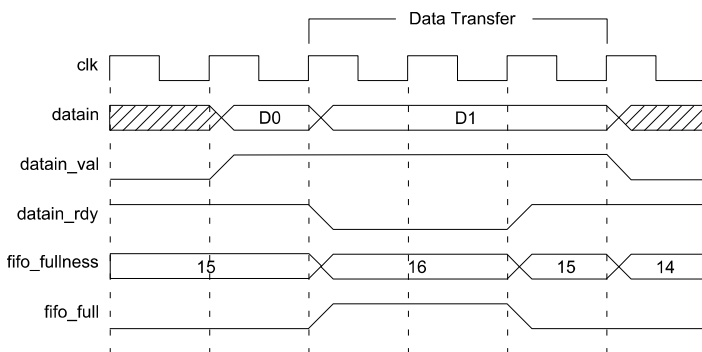 Data Transfer
clk
datain D0 D1
datain_val
datain_rdy
fifo_fullness 15 16 15 14
fifo_full